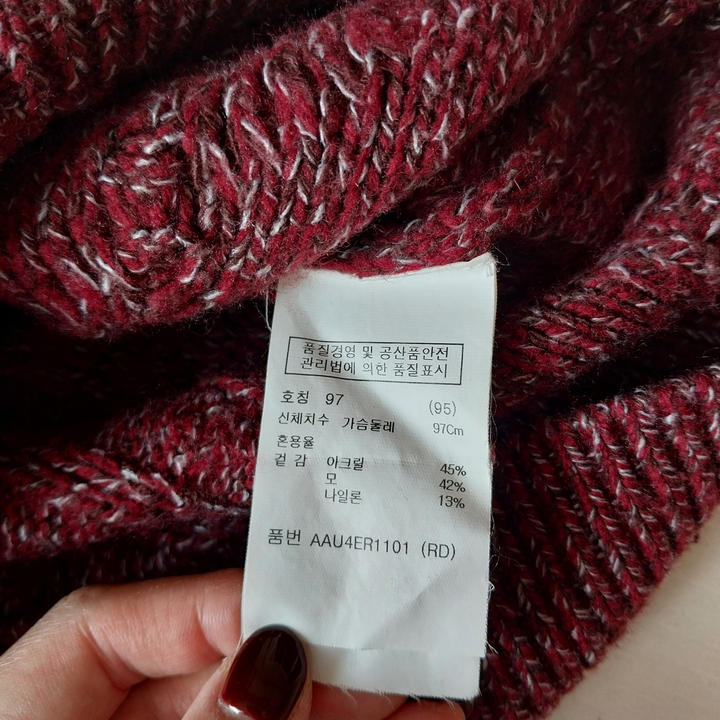 품질경영 및 공산품안전
관리법에 의한 품질표시
호칭 97 (95)
신체치수 가슴둘레 97Cm
혼용율
겉 감 아크릴 45%
모 42%
나일론 13%
품번 AAU4ER1101 (RD)